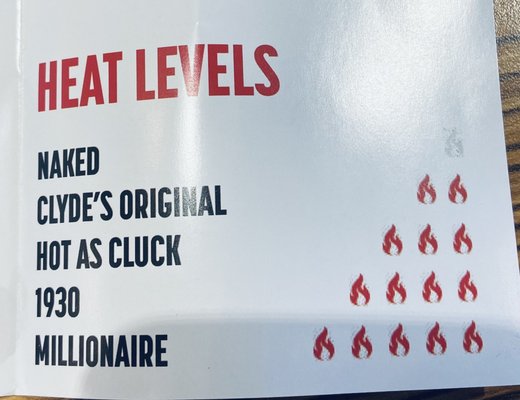 HEAT LEVELS
NAKED
CLYDE'S ORIGINAL
HOT AS CLUCK
1930
MILLIONAIRE